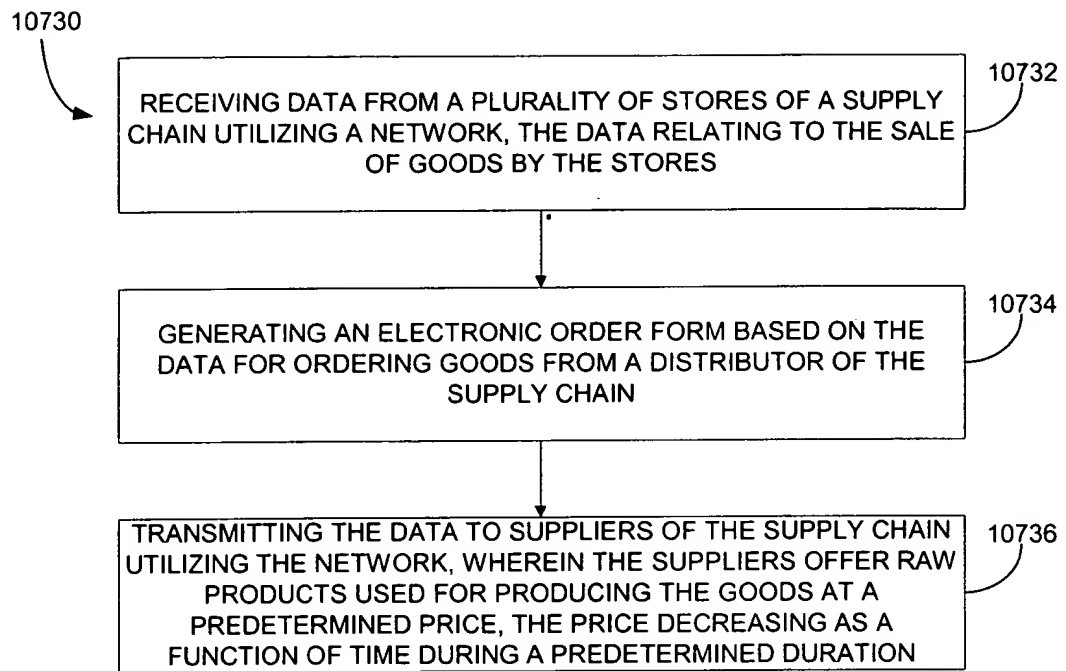 10730
RECEIVING DATA FROM A PLURALITY OF STORES OF A SUPPLY
CHAIN UTILIZING A NETWORK, THE DATA RELATING TO THE SALE
OF GOODS BY THE STORES
10732
GENERATING AN ELECTRONIC ORDER FORM BASED ON THE
DATA FOR ORDERING GOODS FROM A DISTRIBUTOR OF THE
SUPPLY CHAIN
10734
TRANSMITTING THE DATA TO SUPPLIERS OF THE SUPPLY CHAIN
UTILIZING THE NETWORK, WHEREIN THE SUPPLIERS OFFER RAW
PRODUCTS USED FOR PRODUCING THE GOODS AT A
PREDETERMINED PRICE, THE PRICE DECREASING AS A
FUNCTION OF TIME DURING A PREDETERMINED DURATION
10736